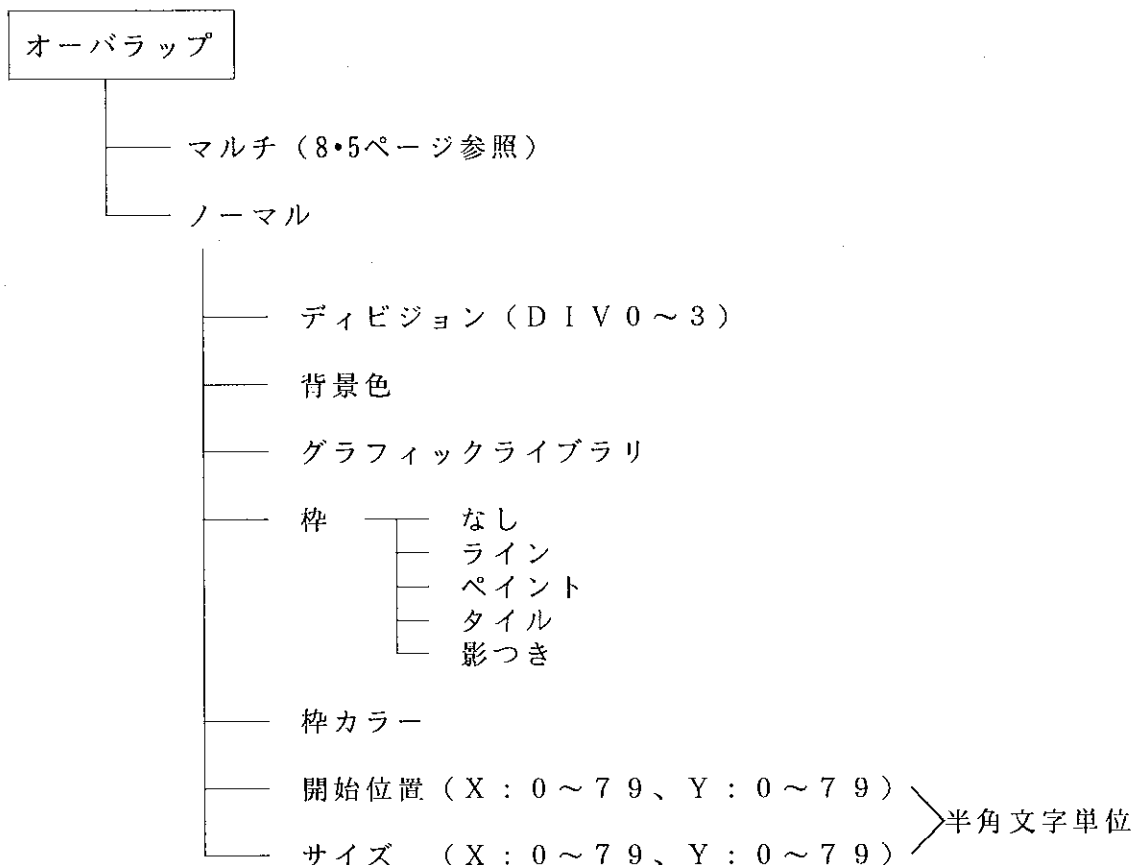 オーバラップ
マルチ（8・5ページ参照）
ノーマル
ディビジョン（DIV0～3）
背景色
グラフィックライブラリ
枠 なし
ライン
ペイント
タイル
影つき
枠カラー
開始位置（X：0～79、Y：0～79）
半角文字単位
サイズ （X：0～79、Y：0～79）